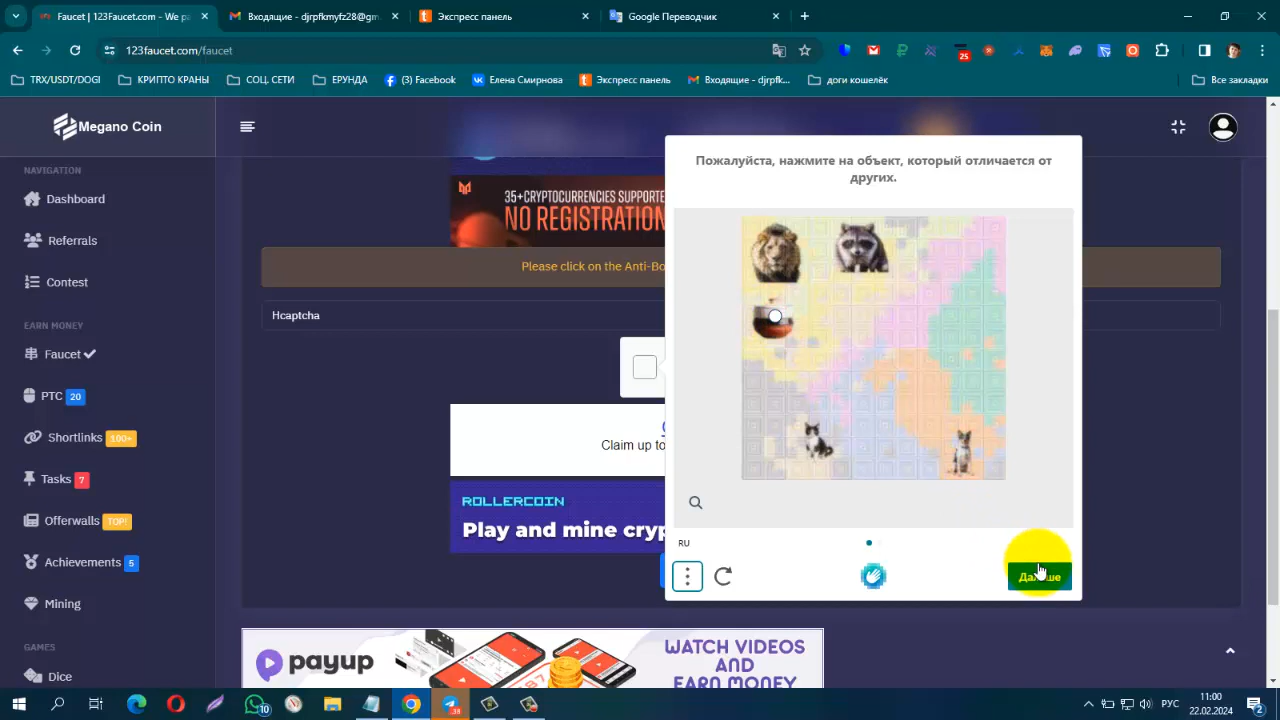 Faucet | 123Faucet.com - We pa
Входящие - djrpfkmyfz28@gm
Экспресс панель
Google Переводчик
123faucet.com/faucet
25
TRX/USDT/DOGI
КРИПТО КРАНЫ
СОЦ. СЕТИ
ЕРУНДА
(3) Facebook
Елена Смирнова
Экспресс панель
Входящие - djrpfk...
доги кошелёк
Все закладки
Megano Coin
NAVIGATION
Dashboard
Referrals
Contest
EARN MONEY
Faucet
PTC 20
Shortlinks 300+
Tasks 7
Offerwalls TOP!
Achievements 5
Mining
GAMES
Dice
35+CRYPTOCURRENCIES SUPPORTE
NO REGISTRATION
Please click on the Anti-Bo
Hcaptcha
Claim up to
ROLLERCOIN
Play and mine cryp
Пожалуйста, нажмите на объект, который отличается от
других.
RU
payup
WATCH VIDEOS
AND
EARN MONEY
10
РУС
11:00
22.02.2024
2